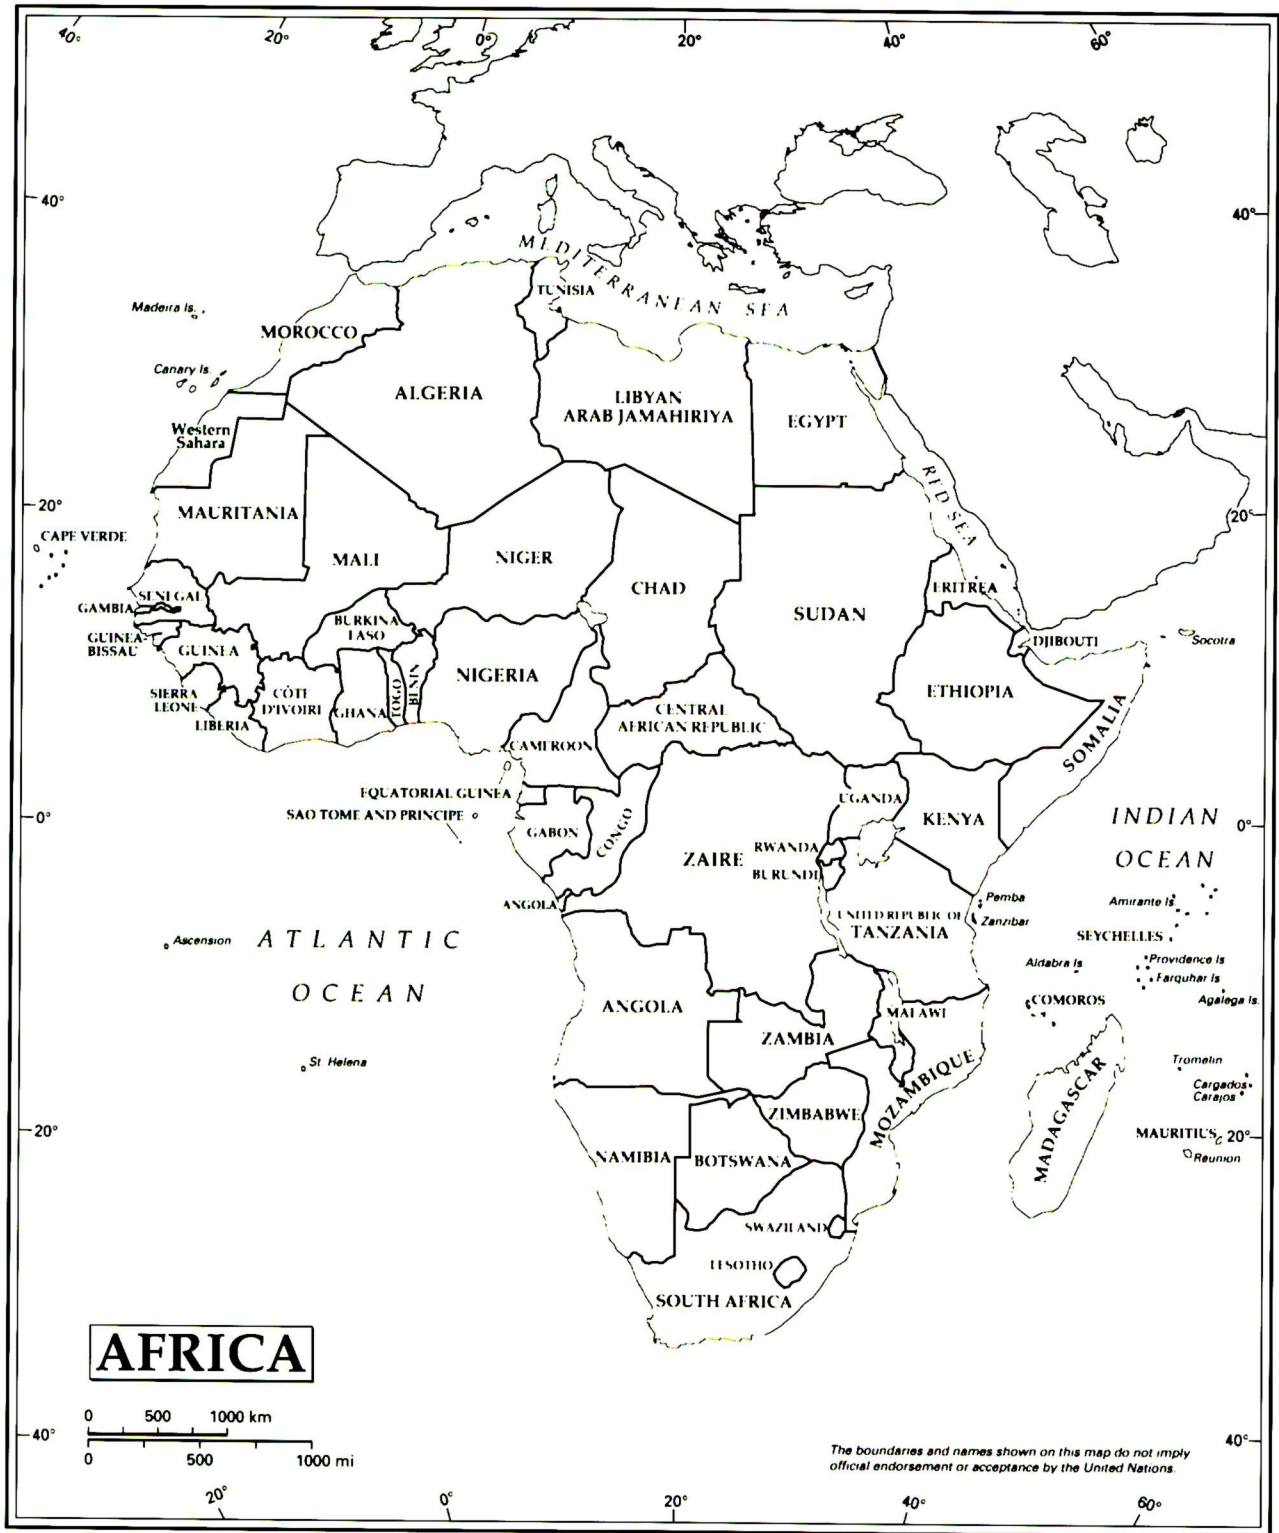 40°
20°
0°
20°
40°
60°
40°
40°
MEDITERRANEAN SEA
TUNISIA
Madeira Is.
MOROCCO
Canary Is.
ALGERIA
LIBYAN
ARAB JAMAHIRIYA
EGYPT
Western
Sahara
RED SEA
20°
20°
MAURITANIA
CAPE VERDE
MALI
NIGER
CHAD
SUDAN
ERITREA
SENEGAL
GAMBIA
BURKINA
FASO
GUINEA-
BISSAU
GUINEA
DJIBOUTI
Socotra
NIGERIA
ETHIOPIA
SIERRA
LEONE
CÔTE
D'IVOIRI
GHANA
TOGO
BENIN
LIBERIA
CENTRAL
AFRICAN REPUBLIC
SOMALIA
CAMEROON
EQUATORIAL GUINEA
SAO TOME AND PRINCIPE
UGANDA
KENYA
INDIAN
OCEAN
0°
0°
GABON
CONGO
ZAIRE
RWANDA
BURUNDI
ANGOLA
Pemba
Zanzibar
Amirante Is.
UNITED REPUBLIC OF
TANZANIA
SEYCHELLES
ATLANTIC
OCEAN
Ascension
Aldabra Is
Providence Is
Farquhar Is
Agalega Is.
COMOROS
ANGOLA
MALAWI
ZAMBIA
St Helena
MOZAMBIQUE
MADAGASCAR
Tromelin
Cargados
Carajos
ZIMBABWE
20°
MAURITIUS
20°
Réunion
NAMIBIA
BOTSWANA
SWAZILAND
LESOTHO
SOUTH AFRICA
AFRICA
0 500 1000 km
0 500 1000 mi
40°
40°
The boundaries and names shown on this map do not imply
official endorsement or acceptance by the United Nations.
20°
0°
20°
40°
60°